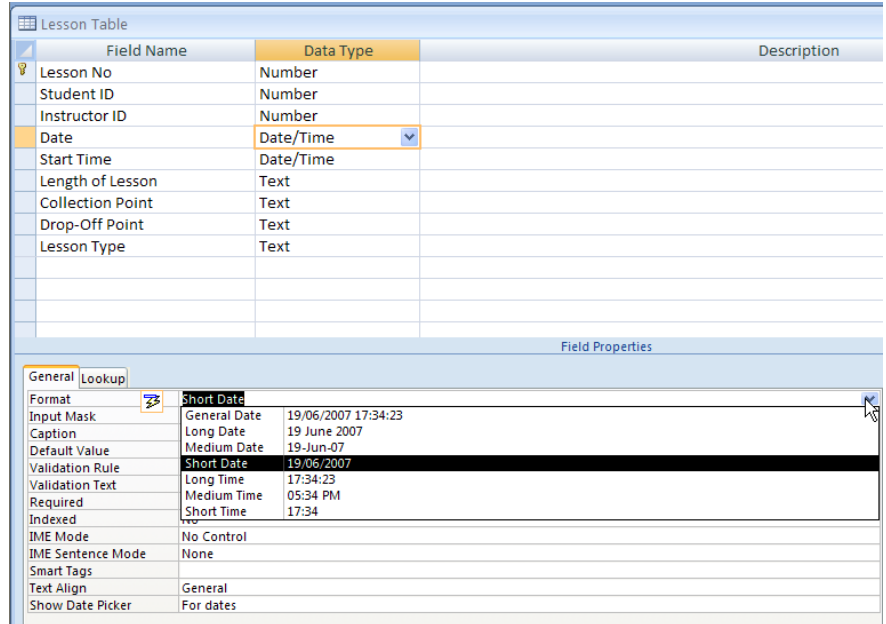 Lesson Table
Field Name Data Type Description
Lesson No Number
Student ID Number
Instructor ID Number
Date Date/Time
Start Time Date/Time
Length of Lesson Text
Collection Point Text
Drop-Off Point Text
Lesson Type Text
Field Properties
General Lookup
Format Short Date
Input Mask General Date 19/06/2007 17:34:23
Caption Long Date 19 June 2007
Default Value Medium Date 19-Jun-07
Validation Rule Short Date 19/06/2007
Validation Text Long Time 17:34:23
Required Medium Time 05:34 PM
Indexed Short Time 17:34
IME Mode No Control
IME Sentence Mode None
Smart Tags
Text Align General
Show Date Picker For dates